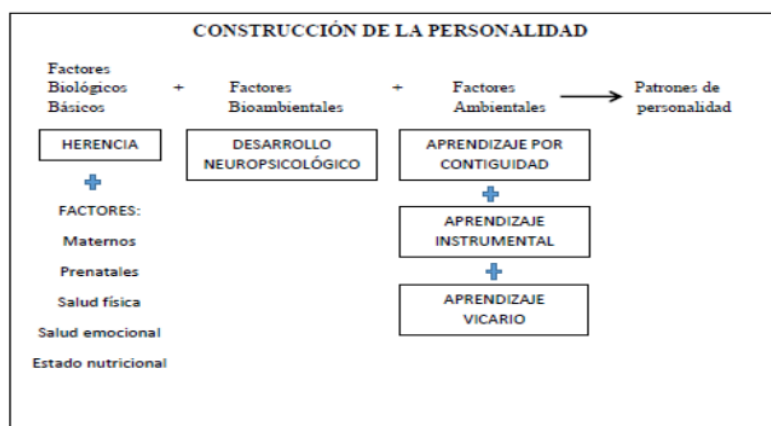 CONSTRUCCIÓN DE LA PERSONALIDAD
Factores
Biológicos
Básicos
+
Factores
Bioambientales
+
Factores
Ambientales
Patrones de
personalidad
HERENCIA
FACTORES:
Maternos
Prenatales
Salud física
Salud emocional
Estado nutricional
DESARROLLO
NEUROPSICOLÓGICO
APRENDIZAJE POR
CONTIGUIDAD
APRENDIZAJE
INSTRUMENTAL
APRENDIZAJE
VICARIO